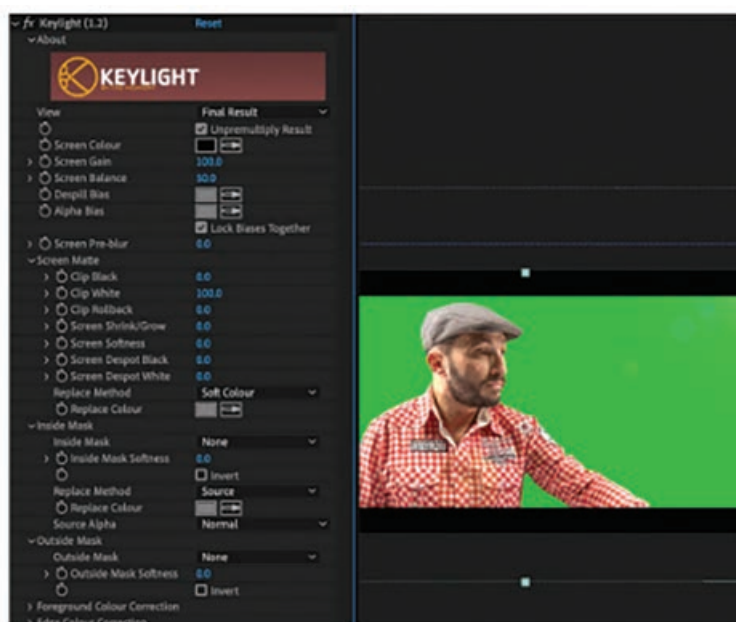 fx Keylight (1.2) Reset
About
KEYLIGHT
View Final Result
Unpremultiply Result
Screen Colour
Screen Gain 100.0
Screen Balance 50.0
Despill Bias
Alpha Bias
Lock Biases Together
Screen Pre-blur 0.0
Screen Matte
Clip Black 0.0
Clip White 100.0
Clip Rollback 0.0
Screen Shrink/Grow 0.0
Screen Softness 0.0
Screen Despot Black 0.0
Screen Despot White 0.0
Replace Method Soft Colour
Replace Colour
Inside Mask
Inside Mask None
Inside Mask Softness 0.0
Invert
Replace Method Source
Replace Colour
Source Alpha Normal
Outside Mask
Outside Mask None
Outside Mask Softness 0.0
Invert
Foreground Colour Correction
Edge Colour Correction